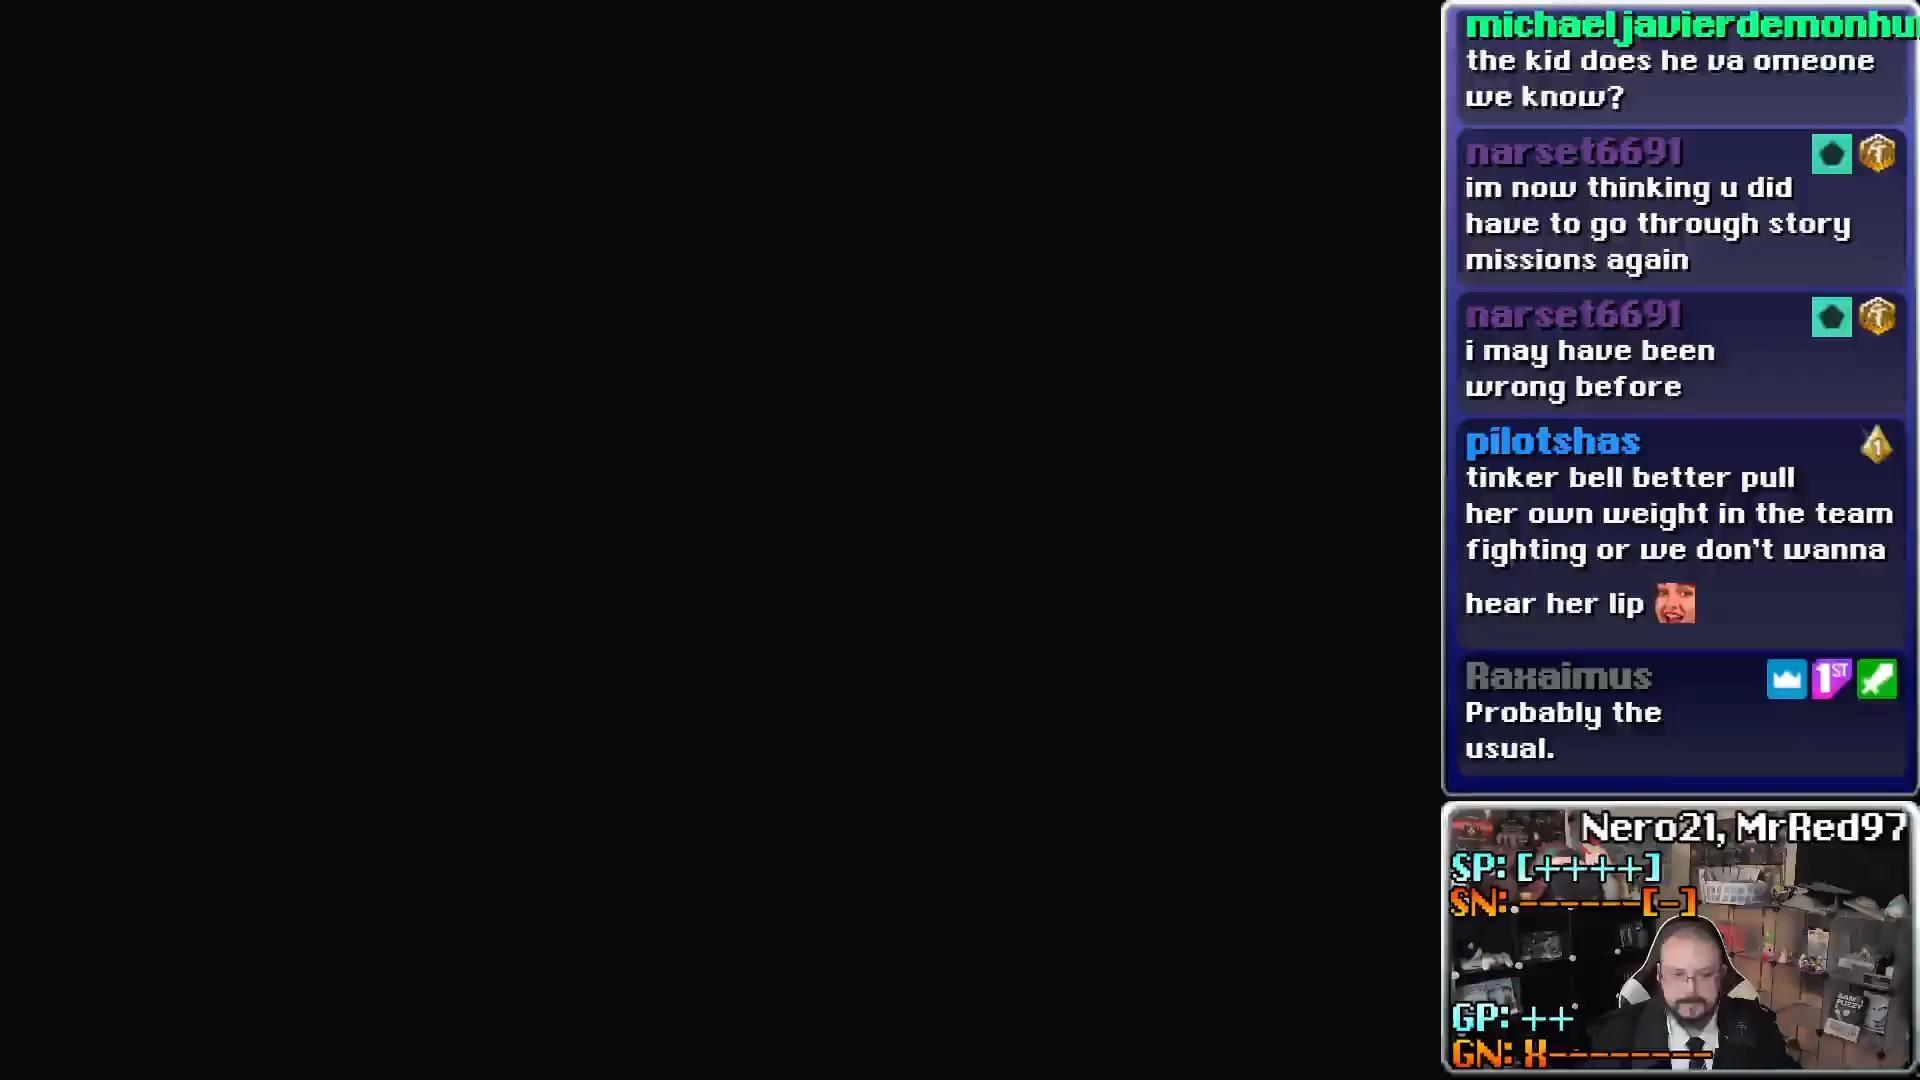 michaeljavierdemonhu
the kid does he va omeone
we know?
narset6691
im now thinking u did
have to go through story
missions again
narset6691
i may have been
wrong before
pilotshas
1
tinker bell better pull
her own weight in the team
fighting or we don't wanna
hear her lip
Raxaimus
1ST
Probably the
usual.
Nero21, MrRed97
SP: [++++]
SN: ------[-]
GP: ++
GN: X--------